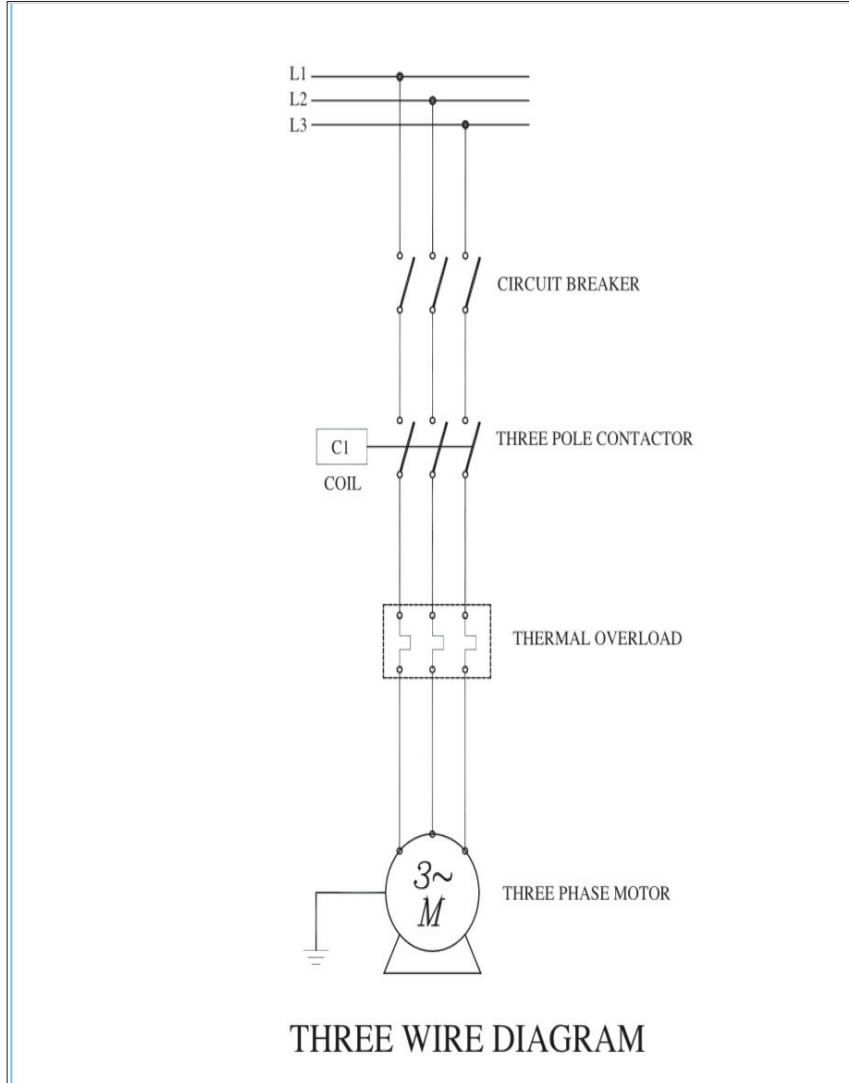 L1
L2
L3
CIRCUIT BREAKER
THREE POLE CONTACTOR
C1
COIL
THERMAL OVERLOAD
3~
M
THREE PHASE MOTOR
THREE WIRE DIAGRAM